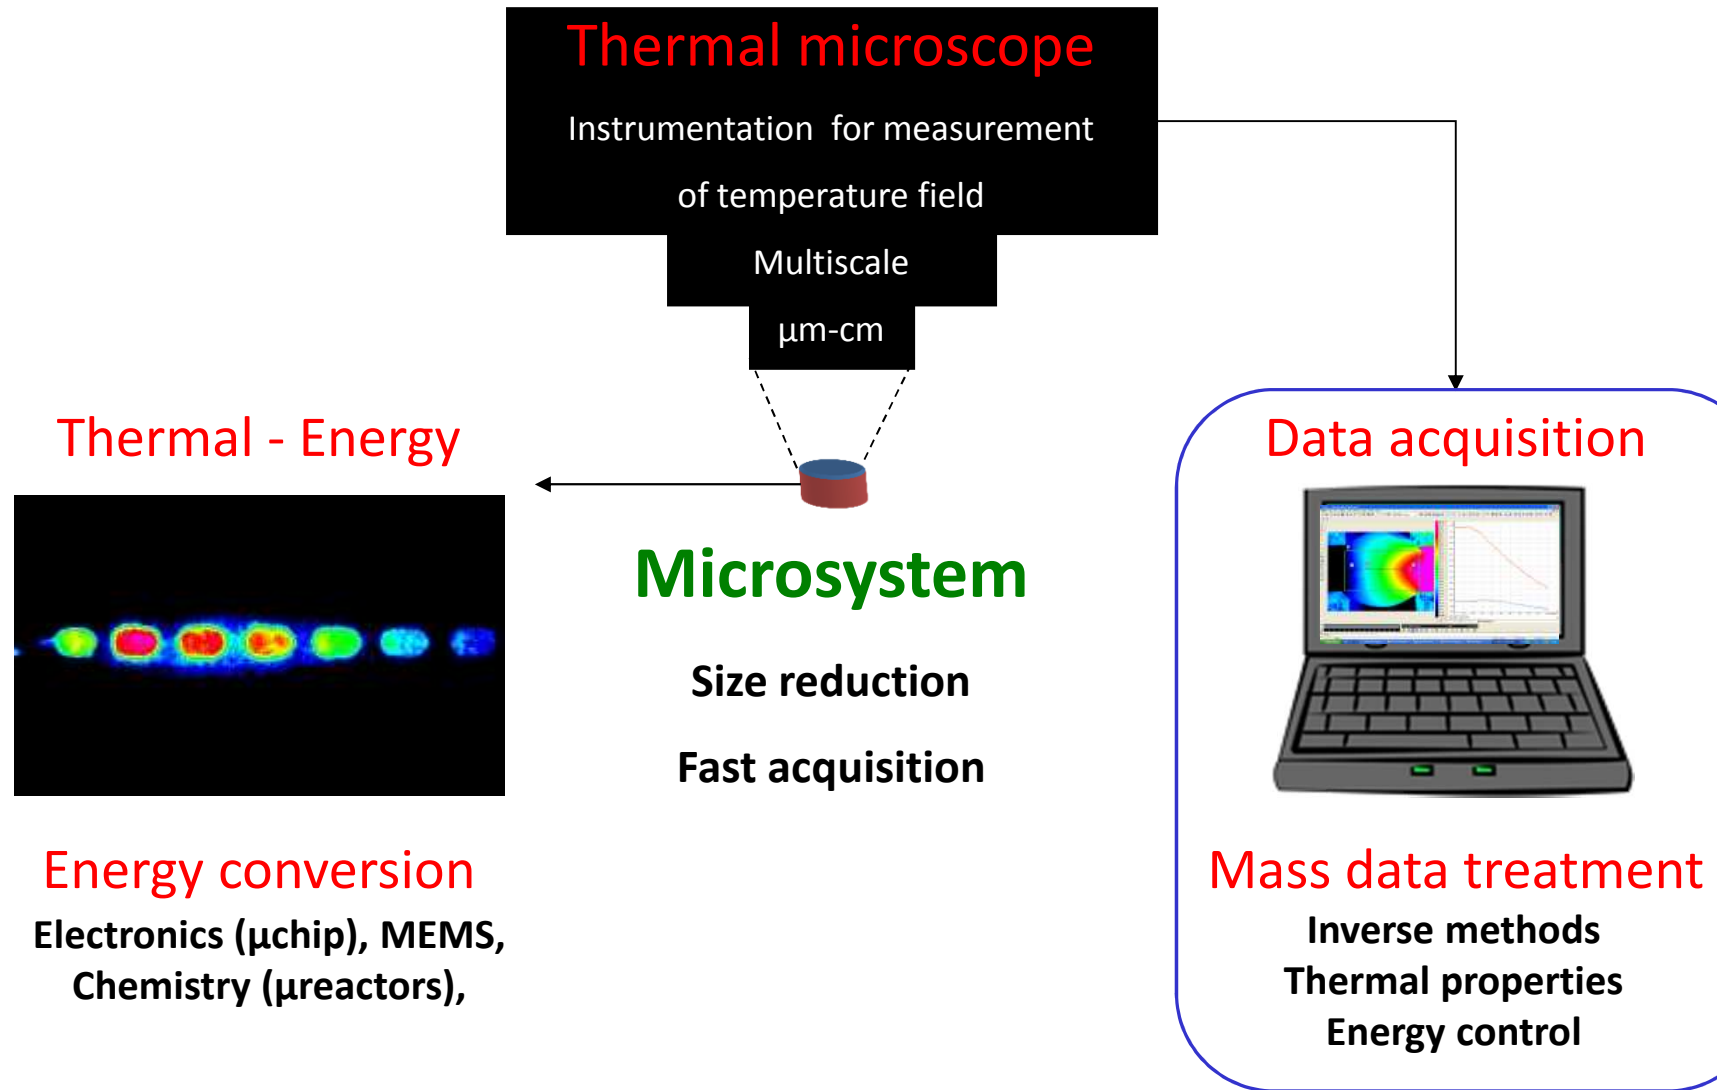 Thermal microscope
Instrumentation for measurement
of temperature field
Multiscale
µm-cm
Thermal - Energy
Data acquisition
Microsystem
Size reduction
Fast acquisition
Energy conversion
Electronics (µchip), MEMS,
Chemistry (µreactors),
Mass data treatment
Inverse methods
Thermal properties
Energy control